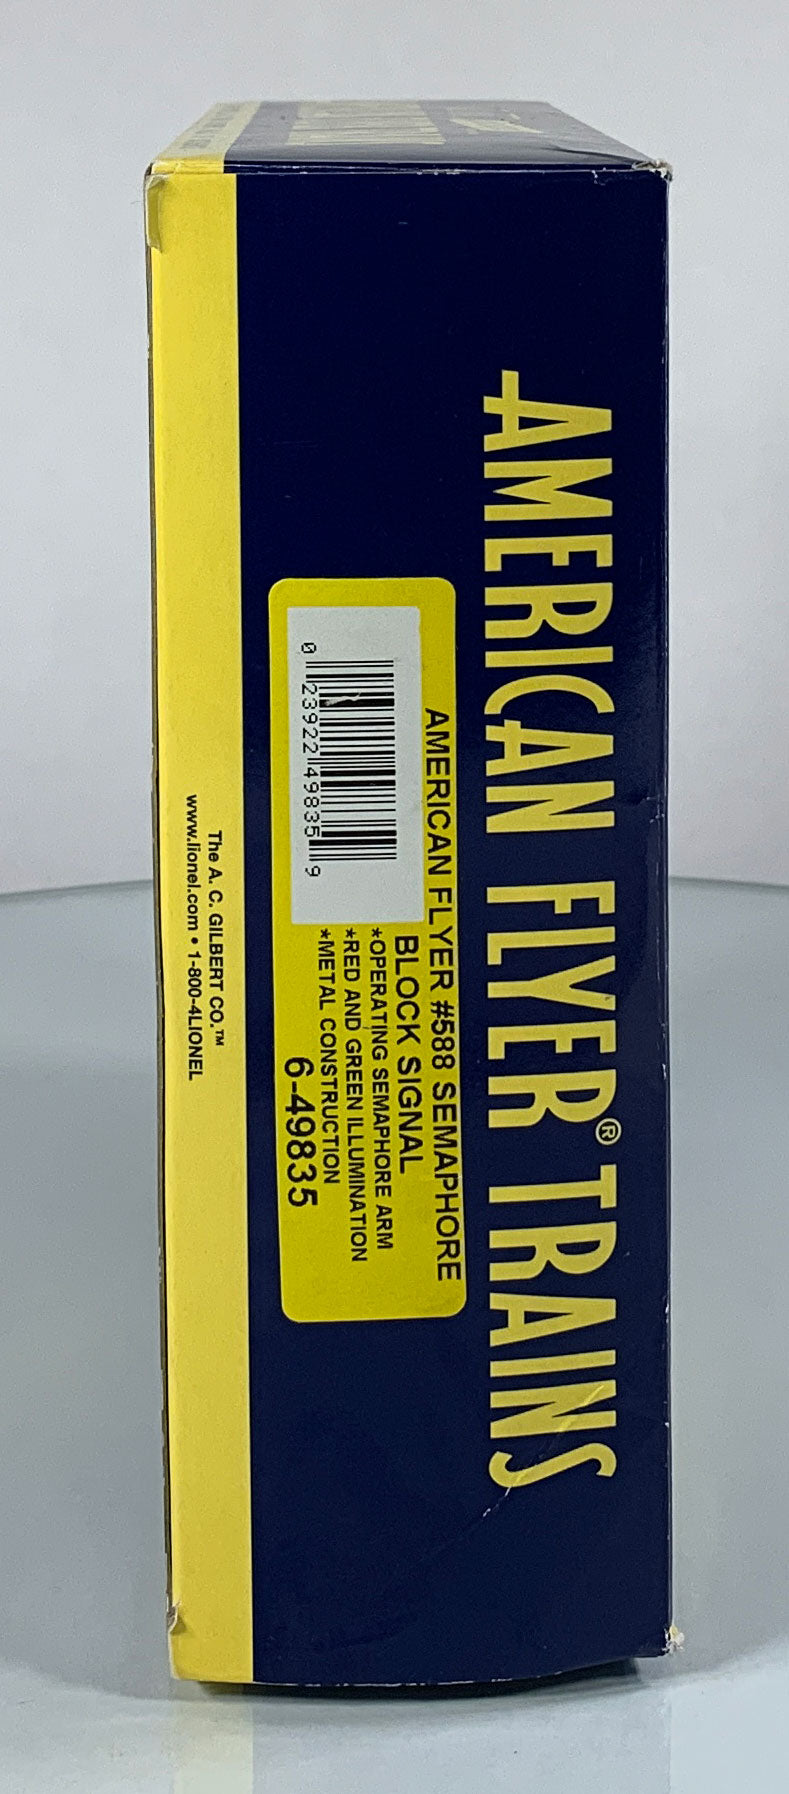 AMERICAN FLYER® TRAINS
AMERICAN FLYER #588 SEMAPHORE
BLOCK SIGNAL
*OPERATING SEMAPHORE ARM
*RED AND GREEN ILLUMINATION
*METAL CONSTRUCTION
6-49835
0 23922 49835 9
The A. C. GILBERT CO.™
www.lionel.com • 1-800-4LIONEL